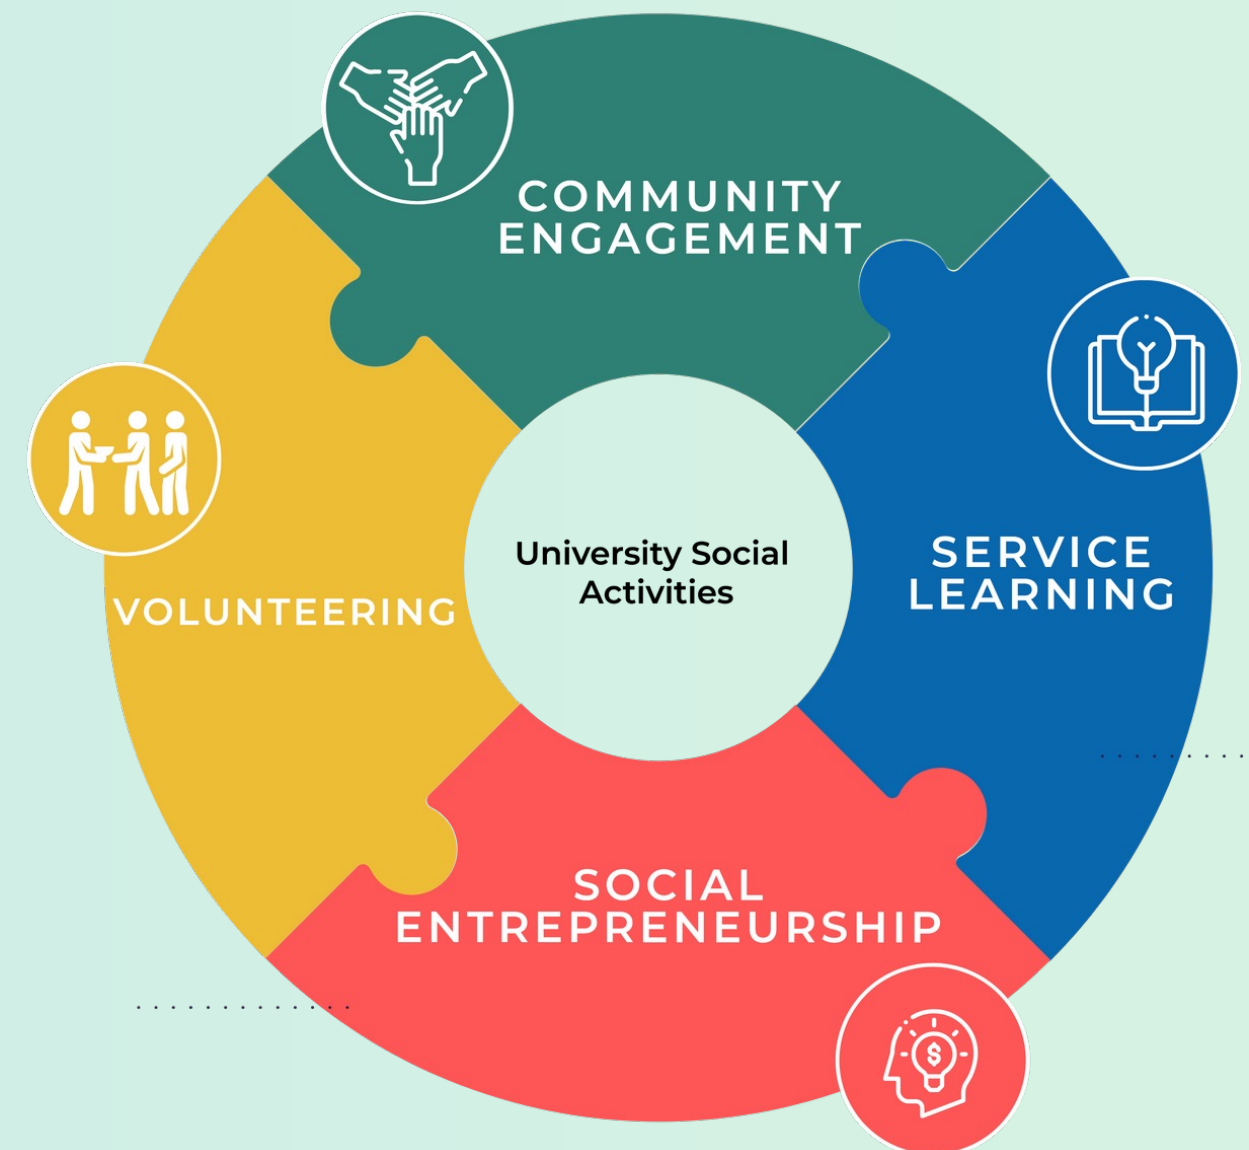 COMMUNITY
ENGAGEMENT
SERVICE
LEARNING
University Social
Activities
VOLUNTEERING
SOCIAL
ENTREPRENEURSHIP
$